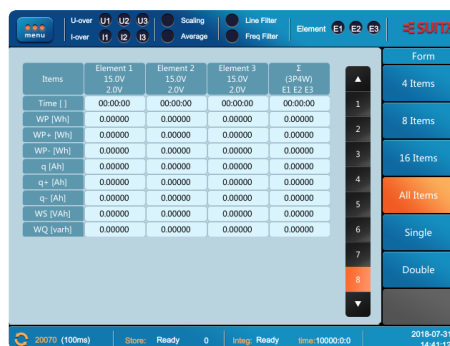 menu
U-over U1 U2 U3 Scaling Line Filter
I-over I1 I2 I3 Average Freq Filter
Element E1 E2 E3
SUITA
Form
Items Element 1 Element 2 Element 3 Σ
15.0V 15.0V 15.0V (3P4W)
2.0V 2.0V 2.0V E1 E2 E3
Time [ ] 00:00:00 00:00:00 00:00:00 00:00:00
WP [Wh] 0.00000 0.00000 0.00000 0.00000
WP+ [Wh] 0.00000 0.00000 0.00000 0.00000
WP- [Wh] 0.00000 0.00000 0.00000 0.00000
q [Ah] 0.00000 0.00000 0.00000 0.00000
q+ [Ah] 0.00000 0.00000 0.00000 0.00000
q- [Ah] 0.00000 0.00000 0.00000 0.00000
WS [VAh] 0.00000 0.00000 0.00000 0.00000
WQ [varh] 0.00000 0.00000 0.00000 0.00000
1
2
3
4
5
6
7
8
4 Items
8 Items
16 Items
All Items
Single
Double
20070 (100ms) Store: Ready 0 Integ: Ready time:10000:0:0
2018-07-31
14:41:12